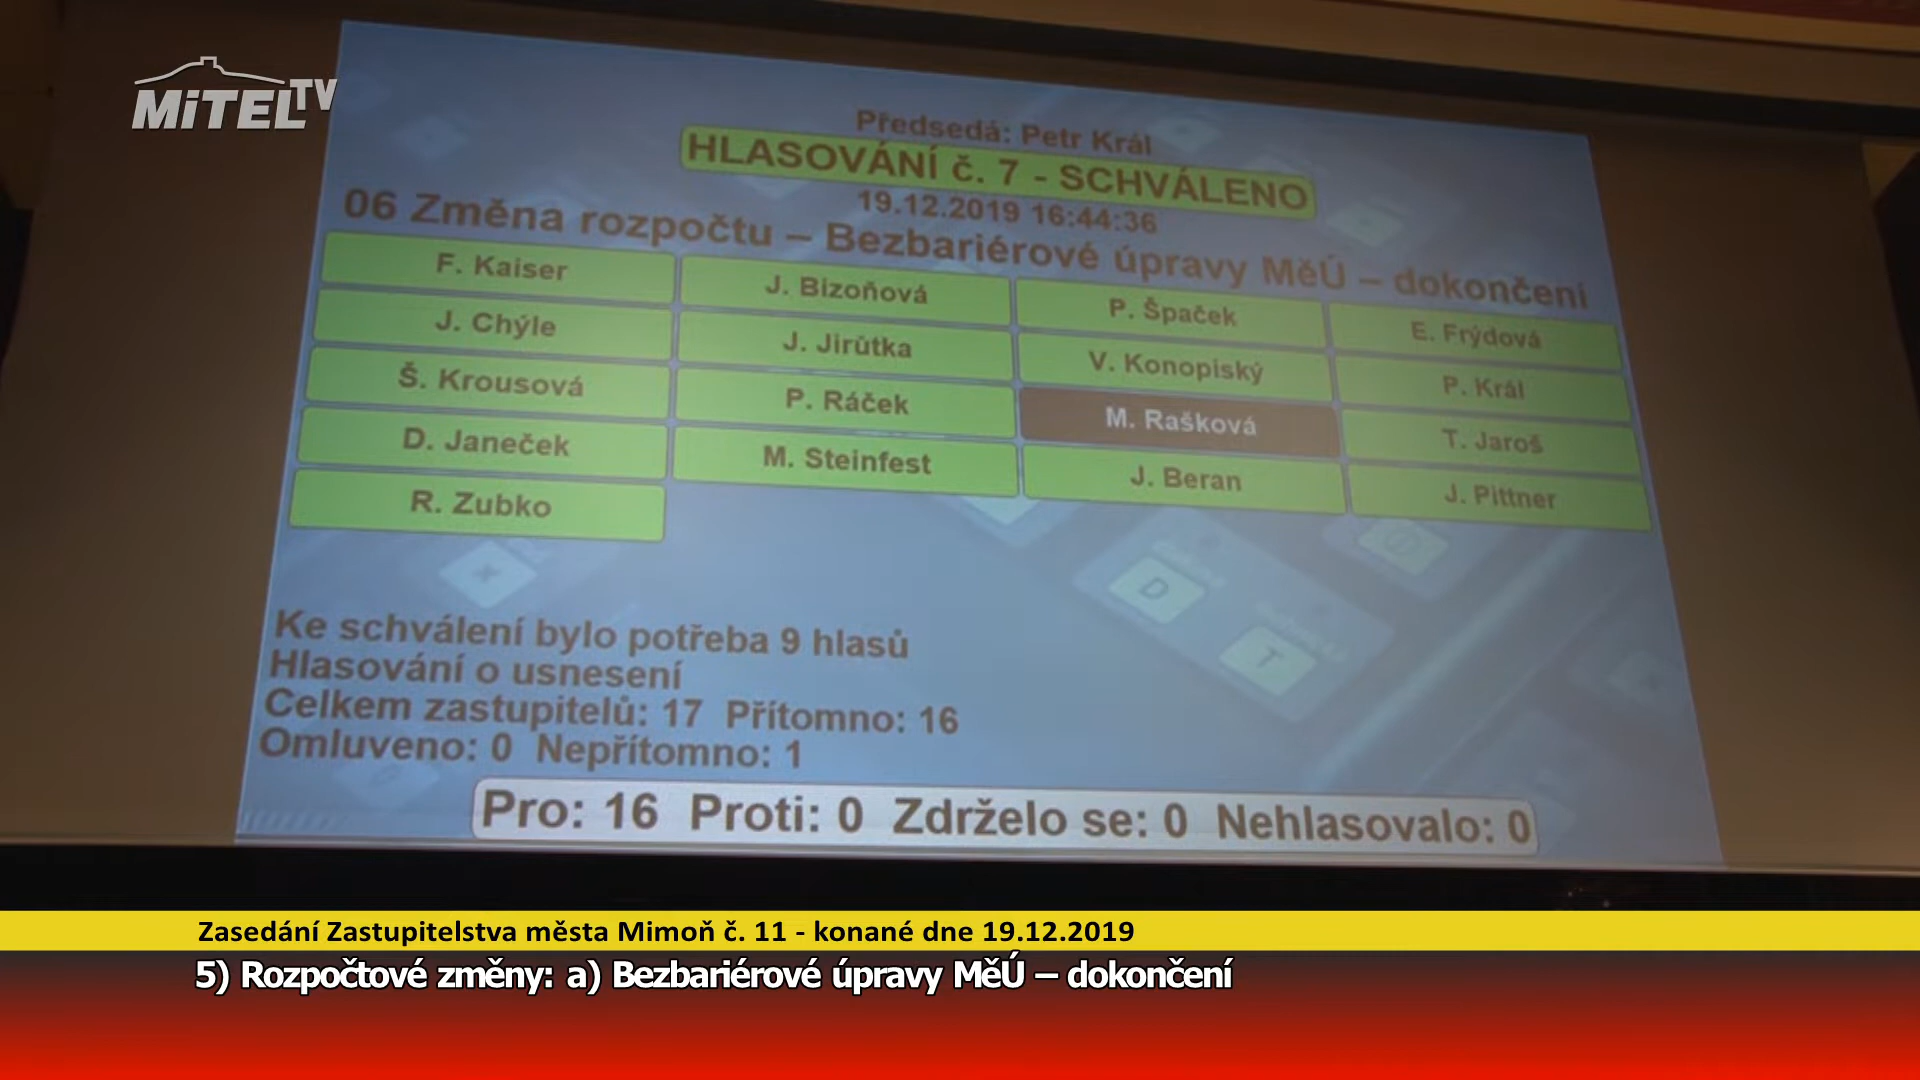 MiTEL TV
Předsedá: Petr Král
HLASOVÁNÍ č. 7 - SCHVÁLENO
19.12.2019 16:44:36
06 Změna rozpočtu – Bezbariérové úpravy MěÚ – dokončení
F. Kaiser J. Bizoňová P. Špaček E. Frýdová
J. Chýle J. Jirůtka V. Konopiský P. Král
Š. Krousová P. Ráček M. Rašková T. Jaroš
D. Janeček M. Steinfest J. Beran J. Pittner
R. Zubko
X
D
T
Ke schválení bylo potřeba 9 hlasů
Hlasování o usnesení
Celkem zastupitelů: 17 Přítomno: 16
Omluveno: 0 Nepřítomno: 1
Pro: 16 Proti: 0 Zdrželo se: 0 Nehlasovalo: 0
Zasedání Zastupitelstva města Mimoň č. 11 - konané dne 19.12.2019
5) Rozpočtové změny: a) Bezbariérové úpravy MěÚ – dokončení